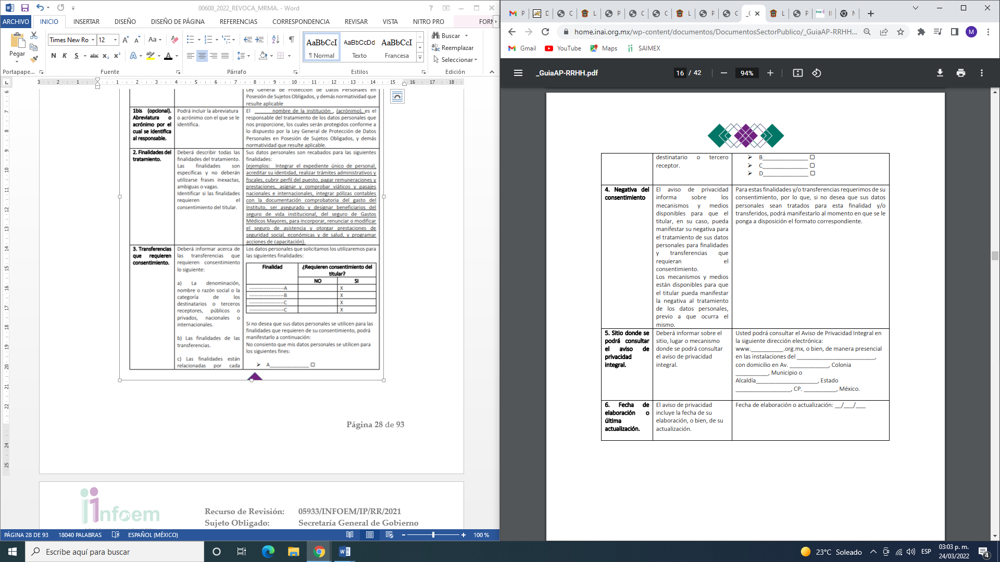 00608_2022_REVOCA_MRMA. - Word
ARCHIVO
INICIO
INSERTAR
DISEÑO
DISEÑO DE PÁGINA
REFERENCIAS
CORRESPONDENCIA
REVISAR
VISTA
NITRO PRO
FORM
Times New Ro
12
Pegar
Portapape...
Fuente
Párrafo
AaBbCcI
AaBbCcDd
AaBbCcI
¶ Normal
Texto
Francesa
Estilos
Buscar
Reemplazar
Seleccionar
Edición
Ley General de Protección de Datos Personales en
Posesión de Sujetos Obligados, y demás normatividad que
resulte aplicable
1bis (opcional).
Abreviatura o
acrónimo por el
cual se identifica
al responsable.
Podrá incluir la abreviatura
o acrónimo con el que se le
identifica.
El ______nombre de la institución_, (acrónimo), es el
responsable del tratamiento de los datos personales que
nos proporcione, los cuales serán protegidos conforme a
lo dispuesto por la Ley General de Protección de Datos
Personales en Posesión de Sujetos Obligados, y demás
normatividad que resulte aplicable.
2. Finalidades del
tratamiento.
Deberá describir todas las
finalidades del tratamiento.
Las finalidades son
específicas y no deberán
utilizarse frases inexactas,
ambiguas o vagas.
Identificar si las finalidades
requieren el
consentimiento del titular.
Sus datos personales son recabados para las siguientes
finalidades:
(ejemplos: Integrar el expediente único de personal,
acreditar su identidad, realizar trámites administrativos y
fiscales, cubrir perfil del puesto, pagar remuneraciones y
prestaciones, asignar y comprobar viáticos y pasajes
nacionales e internacionales, integrar pólizas contables
con la documentación comprobatoria del gasto del
Instituto, ser asegurado y designar beneficiarios del
seguro de vida institucional, del seguro de Gastos
Médicos Mayores, para incorporar, renunciar o modificar
el seguro de asistencia y otorgar prestaciones de
seguridad social, económicas y de salud, y programar
acciones de capacitación).
3. Transferencias
que requieren
consentimiento.
Deberá informar acerca de
las transferencias que
requieren consentimiento
lo siguiente:
a) La denominación,
nombre o razón social o la
categoría de los
destinatarios o terceros
receptores, públicos o
privados, nacionales o
internacionales.
b) Las finalidades de las
transferencias.
c) Las finalidades están
relacionadas por cada
Los datos personales que solicitamos los utilizaremos para
las siguientes finalidades:
Finalidad
¿Requieren consentimiento del
titular?
NO
SI
--------------------A X
--------------------B X
--------------------C X
--------------------C X
Si no desea que sus datos personales se utilicen para las
finalidades que requieren de su consentimiento, podrá
manifestarlo a continuación:
No consiento que mis datos personales se utilicen para
los siguientes fines:
➤ A______________ ▢
Página 28 de 93
infoem
Recurso de Revisión: 05933/INFOEM/IP/RR/2021
Sujeto Obligado: Secretaría General de Gobierno
PÁGINA 28 DE 93
18040 PALABRAS
ESPAÑOL (MÉXICO)
100 %
home.inai.org.mx/wp-content/documentos/DocumentosSectorPublico/_GuiaAP-RRHH...
M
Gmail
YouTube
Maps
SAIMEX
_GuiaAP-RRHH.pdf
16 / 42
94%
destinatario o tercero
receptor.
➤ B______________ ▢
➤ C______________ ▢
➤ D______________ ▢
4. Negativa del
consentimiento
El aviso de privacidad
informa sobre los
mecanismos y medios
disponibles para que el
titular, en su caso, pueda
manifestar su negativa para
el tratamiento de sus datos
personales para finalidades
y transferencias que
requieran el
consentimiento.
Los mecanismos y medios
están disponibles para que
el titular pueda manifestar
la negativa al tratamiento
de los datos personales,
previo a que ocurra el
mismo.
Para estas finalidades y/o transferencias requerimos de su
consentimiento, por lo que, si no desea que sus datos
personales sean tratados para esta finalidad y/o
transferidos, podrá manifestarlo al momento en que se le
ponga a disposición el formato correspondiente.
5. Sitio donde se
podrá consultar
el aviso de
privacidad
integral.
Deberá informar sobre el
sitio, lugar o mecanismo
donde se podrá consultar
el aviso de privacidad
integral.
Usted podrá consultar el Aviso de Privacidad Integral en
la siguiente dirección electrónica:
www.__________.org.mx, o bien, de manera presencial
en las instalaciones del ________________________,
con domicilio en Av. ____________, Colonia
__________, Municipio o
Alcaldía___________________, Estado
_________________, CP. __________, México.
6. Fecha de
elaboración o
última
actualización.
El aviso de privacidad
incluye la fecha de su
elaboración, o bien, de su
actualización.
Fecha de elaboración o actualización: __/___/___
Escribe aquí para buscar
23°C Soleado
ESP
03:03 p. m.
24/03/2022
4